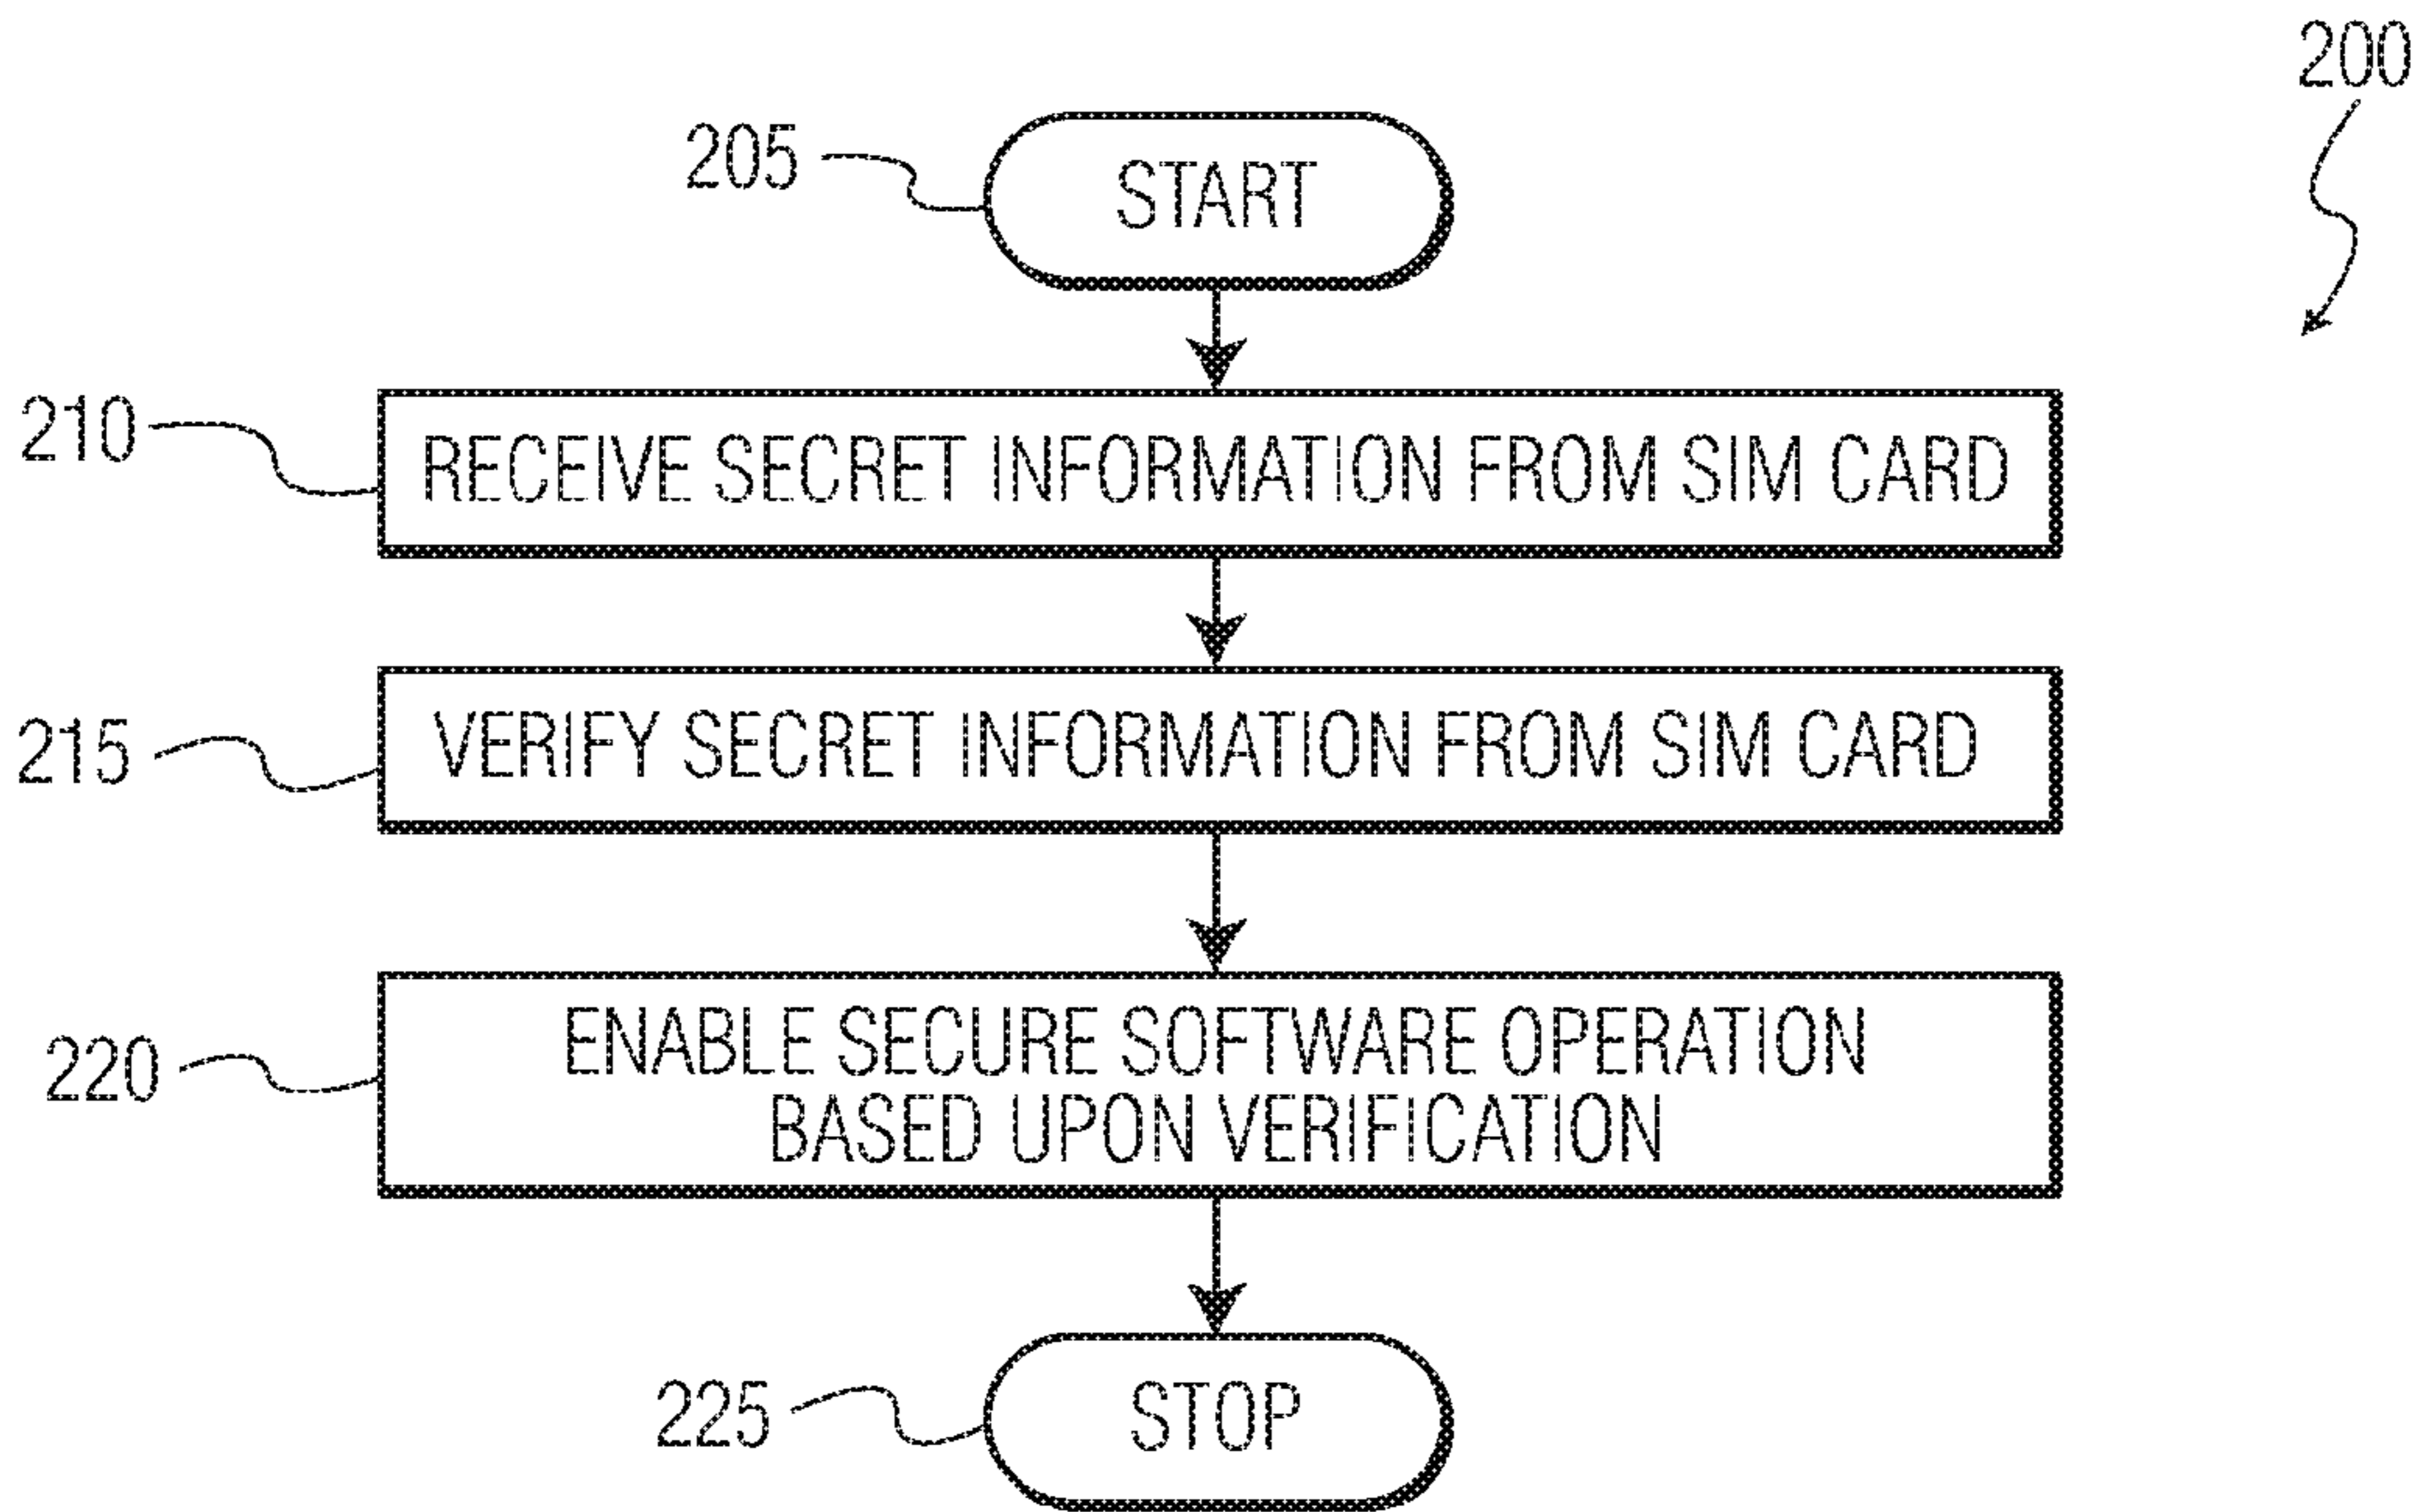 200
205
START
210
RECEIVE SECRET INFORMATION FROM SIM CARD
215
VERIFY SECRET INFORMATION FROM SIM CARD
220
ENABLE SECURE SOFTWARE OPERATION
BASED UPON VERIFICATION
225
STOP